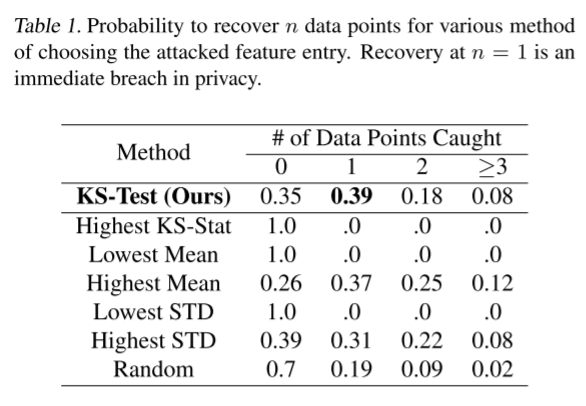 Table 1. Probability to recover n data points for various method
of choosing the attacked feature entry. Recovery at n = 1 is an
immediate breach in privacy.
Method # of Data Points Caught
0 1 2 ≥3
KS-Test (Ours) 0.35 0.39 0.18 0.08
Highest KS-Stat 1.0 .0 .0 .0
Lowest Mean 1.0 .0 .0 .0
Highest Mean 0.26 0.37 0.25 0.12
Lowest STD 1.0 .0 .0 .0
Highest STD 0.39 0.31 0.22 0.08
Random 0.7 0.19 0.09 0.02